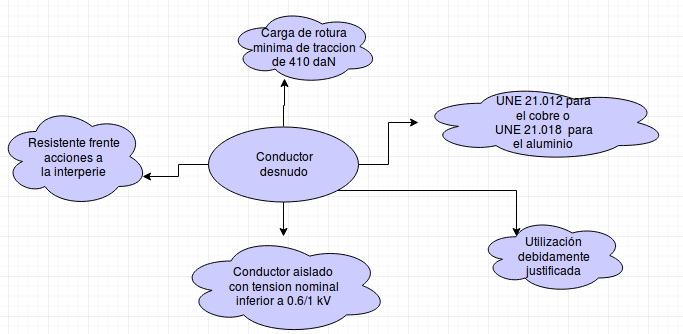 Carga de rotura
minima de traccion
de 410 daN
UNE 21.012 para
el cobre o
UNE 21.018 para
el aluminio
Resistente frente
acciones a
la interperie
Conductor
desnudo
Utilización
debidamente
justificada
Conductor aislado
con tension nominal
inferior a 0.6/1 kV